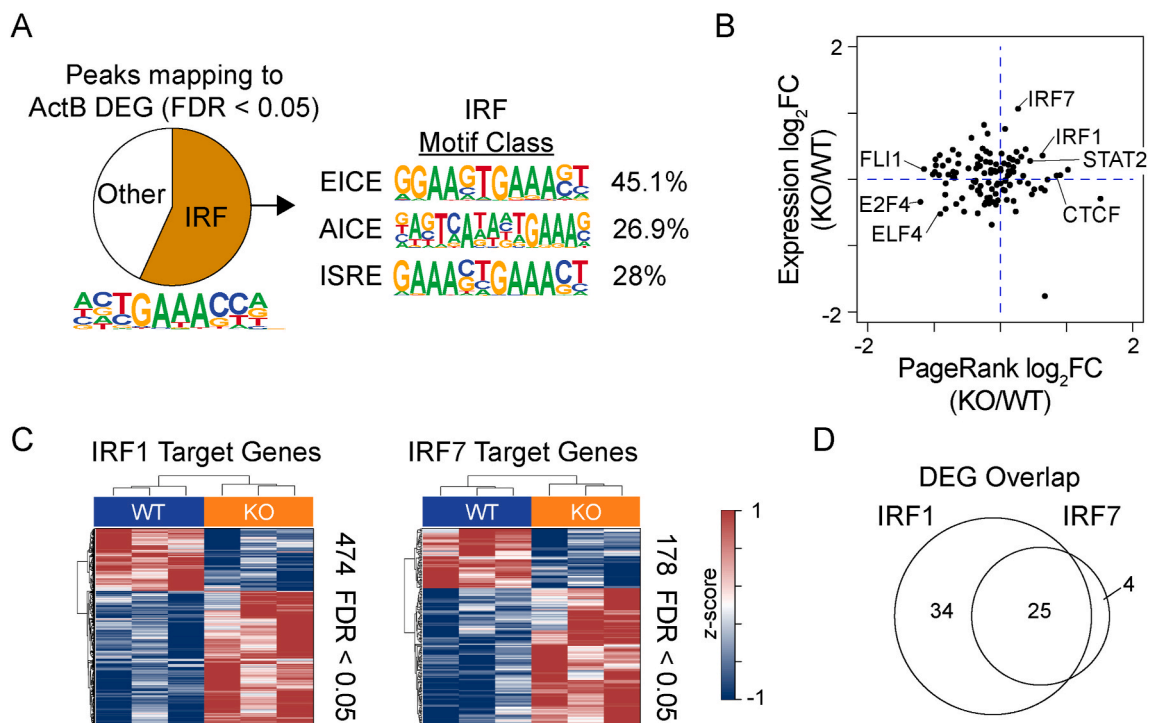 A
Peaks mapping to
ActB DEG (FDR < 0.05)
Other
IRF
IRF
Motif Class
EICE
45.1%
AICE
26.9%
ISRE
28%
B
2
-2
-2
2
Expression log2FC
(KO/WT)
PageRank log2FC
(KO/WT)
IRF7
IRF1
STAT2
FLI1
E2F4
ELF4
CTCF
C
IRF1 Target Genes
WT
KO
474 FDR < 0.05
IRF7 Target Genes
WT
KO
178 FDR < 0.05
1
z-score
-1
D
DEG Overlap
IRF1
IRF7
34
25
4